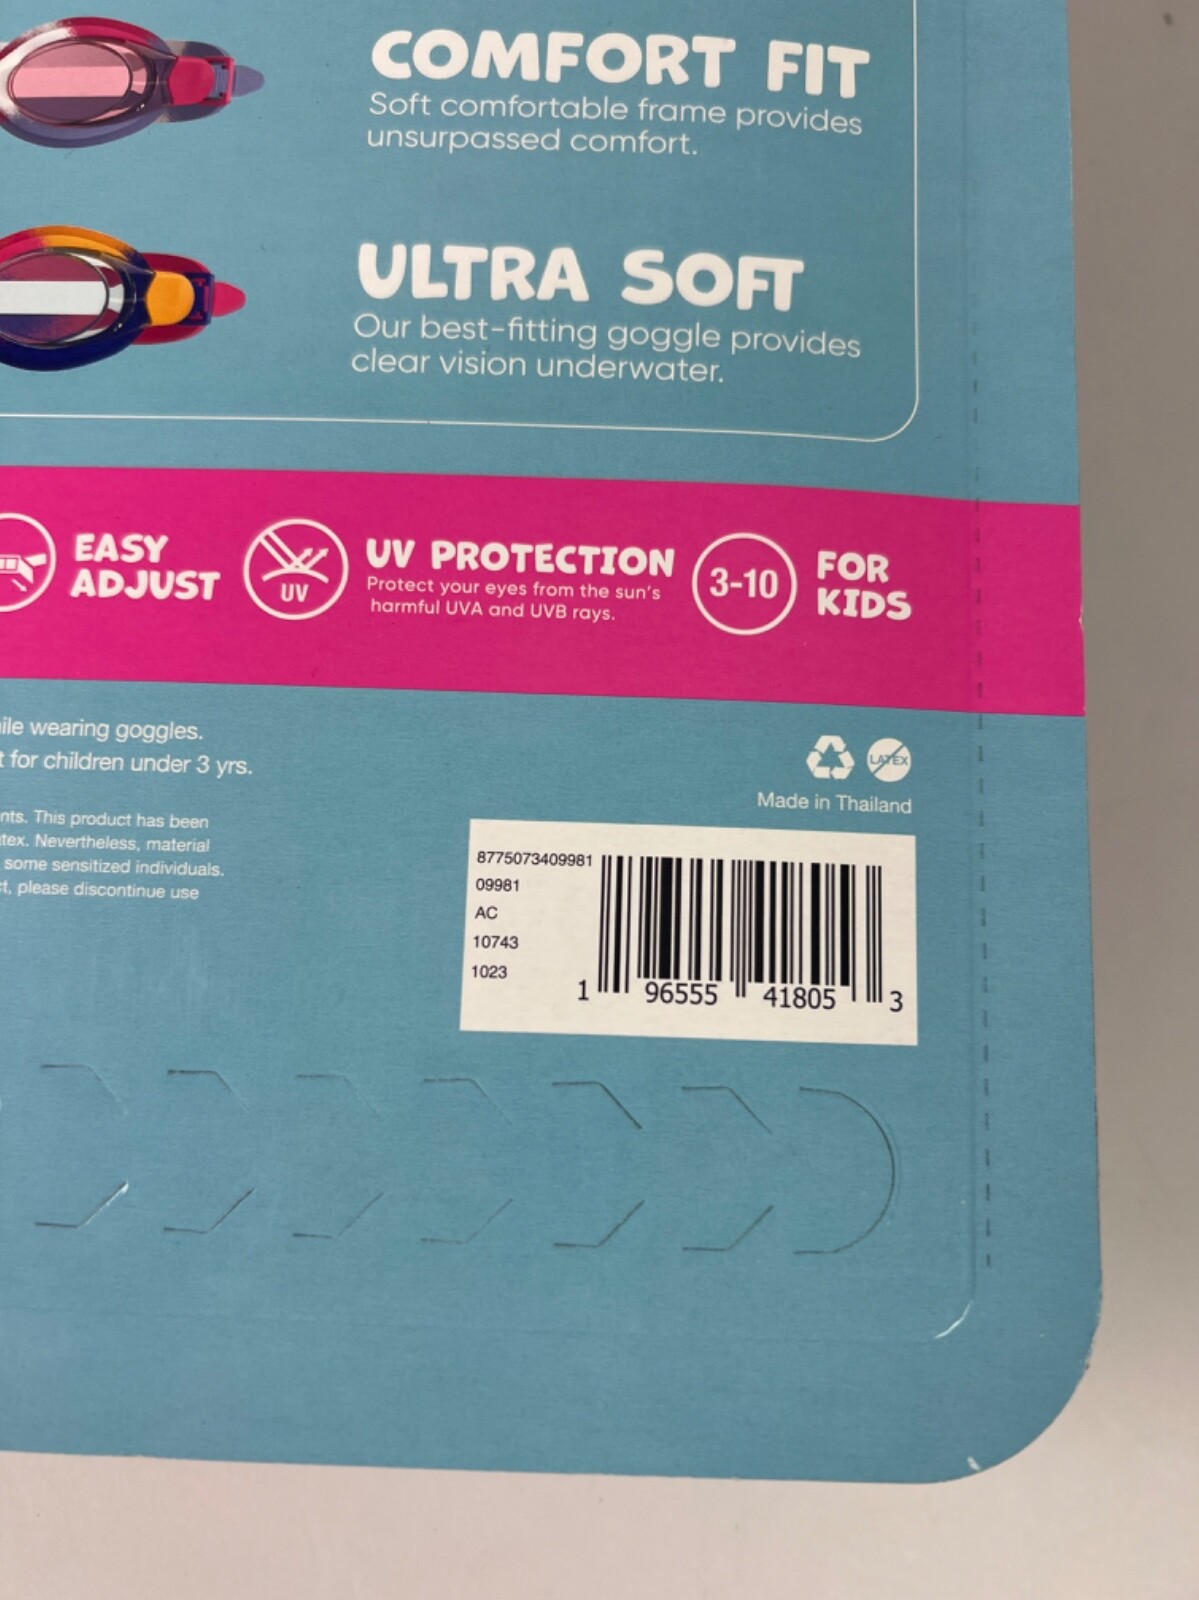 COMFORT FIT
Soft comfortable frame provides
unsurpassed comfort.
ULTRA SOFT
Our best-fitting goggle provides
clear vision underwater.
EASY
ADJUST
UV
UV PROTECTION
Protect your eyes from the sun's
harmful UVA and UVB rays.
3-10
FOR
KIDS
wearing goggles.
for children under 3 yrs.
This product has been
Nevertheless, material
some sensitized individuals.
please discontinue use
LATEX
Made in Thailand
8775073409981
09981
AC
10743
1023
1 96555 41805 3